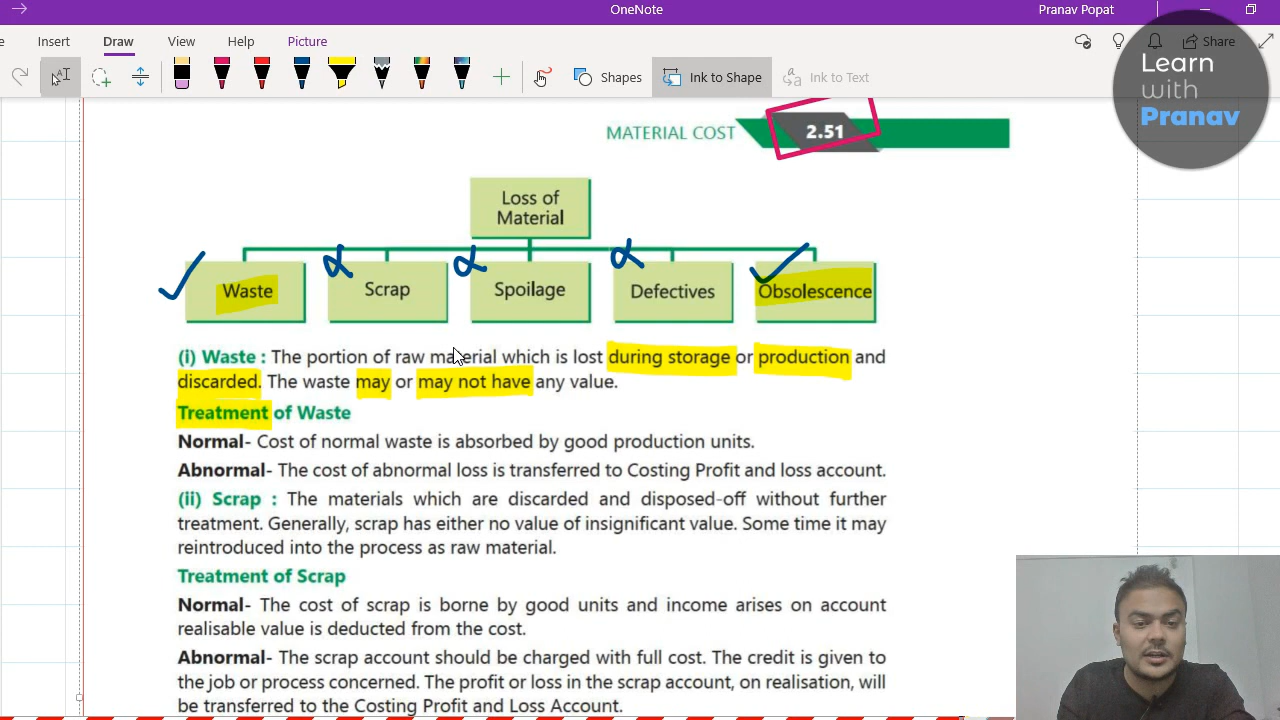 OneNote
Pranav Popat
Insert Draw View Help Picture
Share
Shapes
Ink to Shape
Ink to Text
Learn
with
Pranav
MATERIAL COST 2.51
Loss of
Material
Waste Scrap Spoilage Defectives Obsolescence
(i) Waste : The portion of raw material which is lost during storage or production and
discarded. The waste may or may not have any value.
Treatment of Waste
Normal- Cost of normal waste is absorbed by good production units.
Abnormal- The cost of abnormal loss is transferred to Costing Profit and loss account.
(ii) Scrap : The materials which are discarded and disposed-off without further
treatment. Generally, scrap has either no value of insignificant value. Some time it may
reintroduced into the process as raw material.
Treatment of Scrap
Normal- The cost of scrap is borne by good units and income arises on account
realisable value is deducted from the cost.
Abnormal- The scrap account should be charged with full cost. The credit is given to
the job or process concerned. The profit or loss in the scrap account, on realisation, will
be transferred to the Costing Profit and Loss Account.